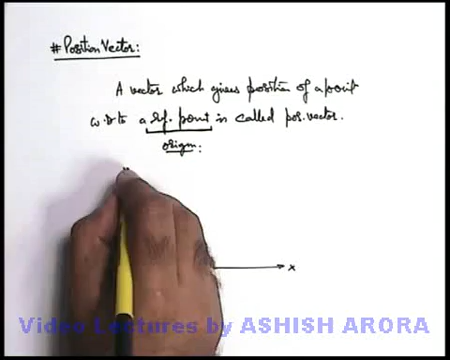 # Position Vector:
A vector which gives position of a point
w.r to a ref. point is called pos. vector.
origin:
x
Video Lectures by ASHISH ARORA